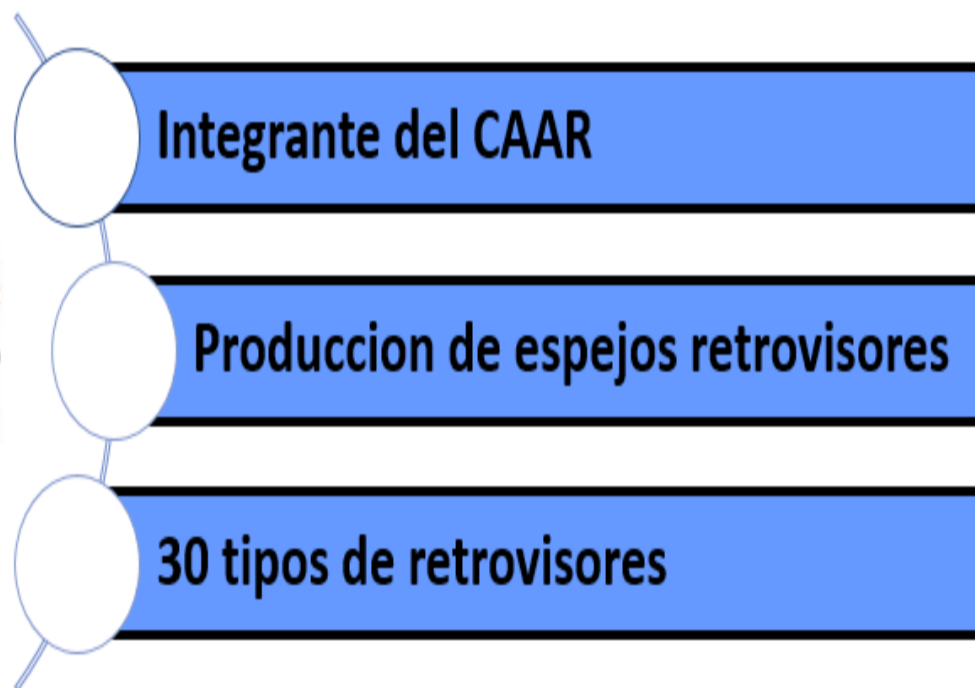 Integrante del CAAR
Produccion de espejos retrovisores
30 tipos de retrovisores